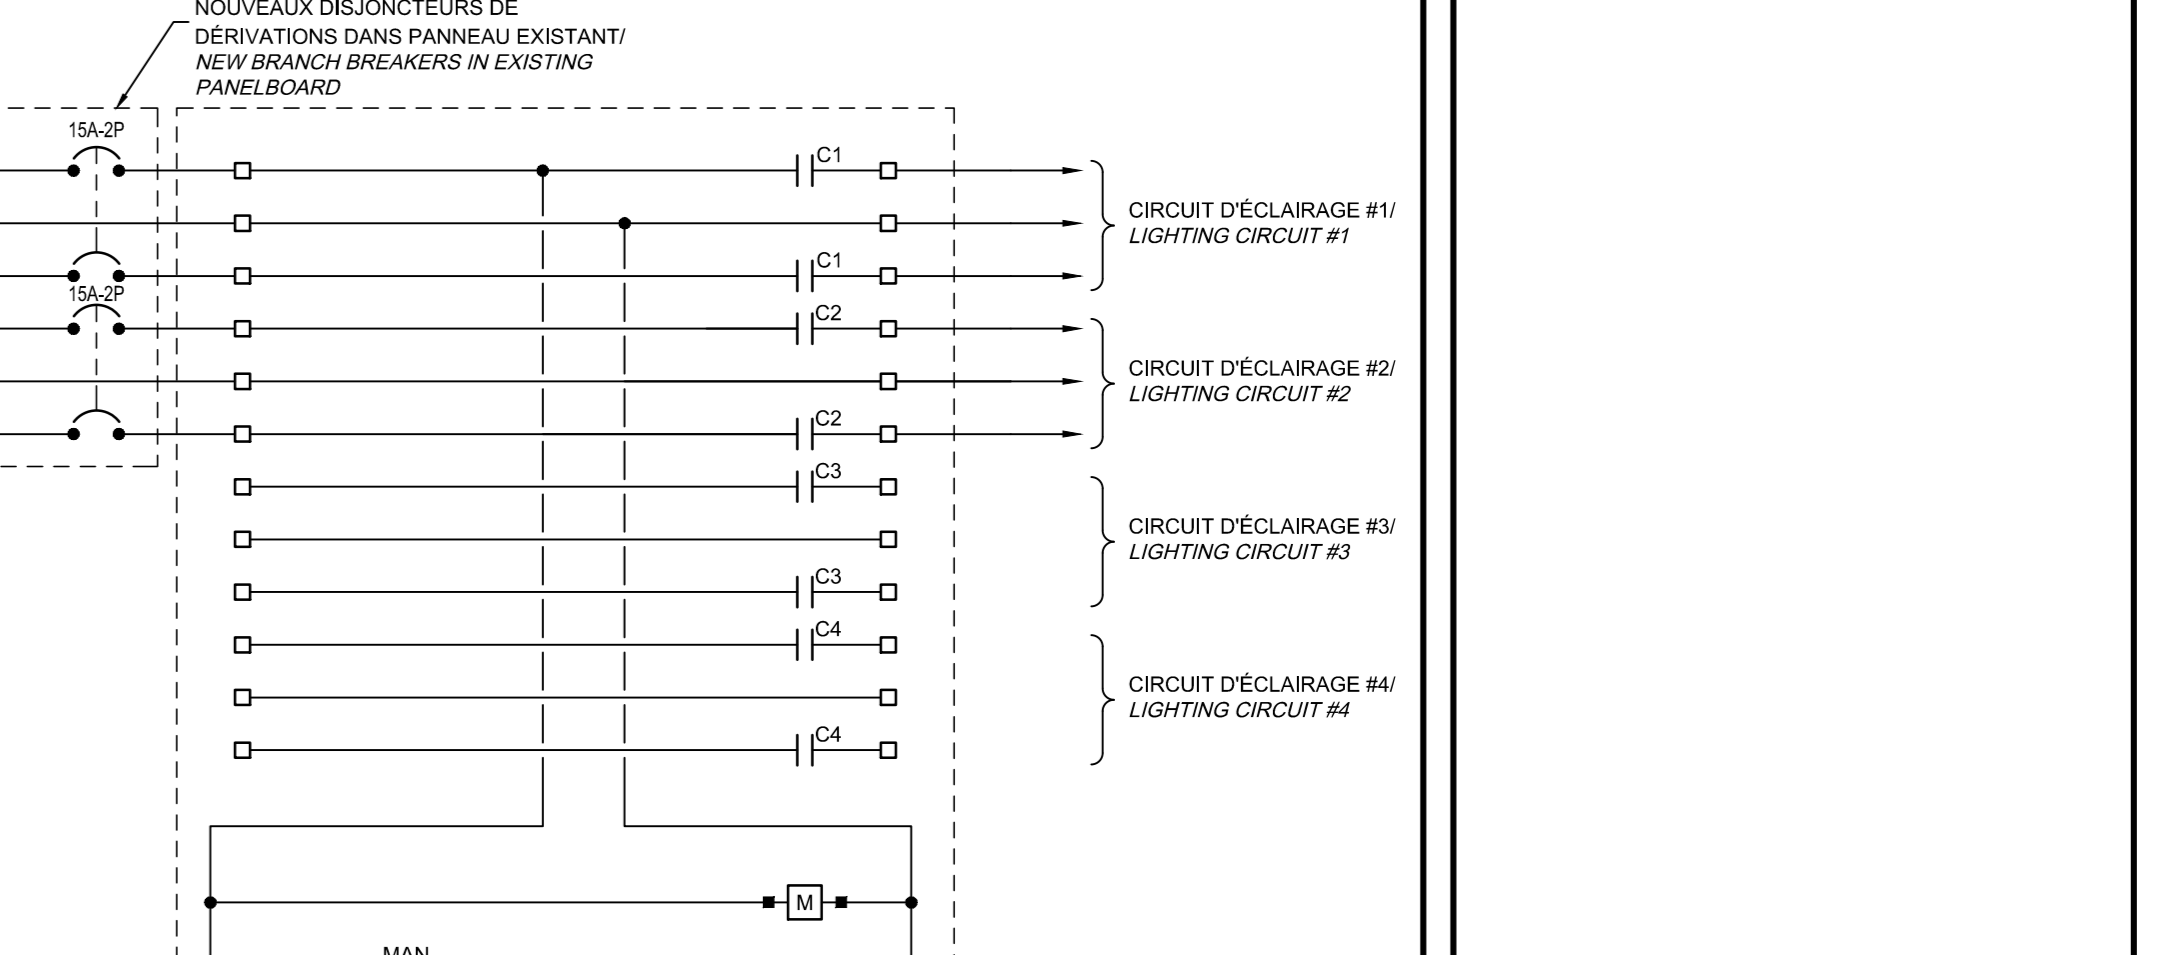 NOUVEAUX DISJONCTEURS DE
DÉRIVATIONS DANS PANNEAU EXISTANT/
NEW BRANCH BREAKERS IN EXISTING
PANELBOARD
15A-2P
C1
CIRCUIT D'ÉCLAIRAGE #1/
LIGHTING CIRCUIT #1
C1
15A-2P
C2
CIRCUIT D'ÉCLAIRAGE #2/
LIGHTING CIRCUIT #2
C2
C3
CIRCUIT D'ÉCLAIRAGE #3/
LIGHTING CIRCUIT #3
C3
C4
CIRCUIT D'ÉCLAIRAGE #4/
LIGHTING CIRCUIT #4
C4
M
MAN